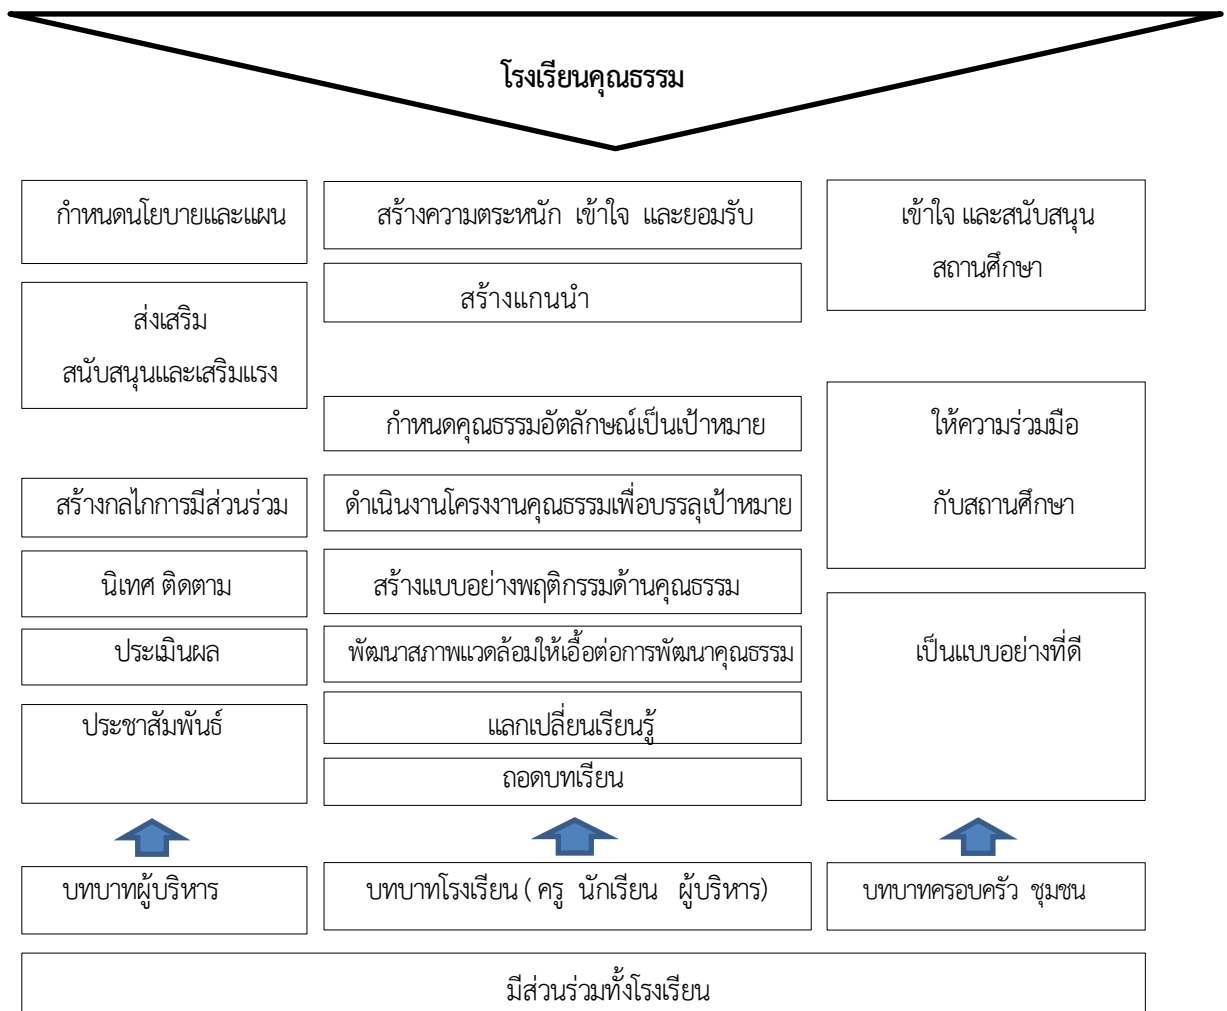 โรงเรียนคุณธรรม
กำหนดนโยบายและแผน
ส่งเสริม
สนับสนุนและเสริมแรง
สร้างกลไกการมีส่วนร่วม
นิเทศ ติดตาม
ประเมินผล
ประชาสัมพันธ์
บทบาทผู้บริหาร
สร้างความตระหนัก เข้าใจ และยอมรับ
สร้างแกนนำ
กำหนดคุณธรรมอัตลักษณ์เป็นเป้าหมาย
ดำเนินงานโครงงานคุณธรรมเพื่อบรรลุเป้าหมาย
สร้างแบบอย่างพฤติกรรมด้านคุณธรรม
พัฒนาสภาพแวดล้อมให้เอื้อต่อการพัฒนาคุณธรรม
แลกเปลี่ยนเรียนรู้
ถอดบทเรียน
บทบาทโรงเรียน ( ครู นักเรียน ผู้บริหาร)
เข้าใจ และสนับสนุน
สถานศึกษา
ให้ความร่วมมือ
กับสถานศึกษา
เป็นแบบอย่างที่ดี
บทบาทครอบครัว ชุมชน
มีส่วนร่วมทั้งโรงเรียน